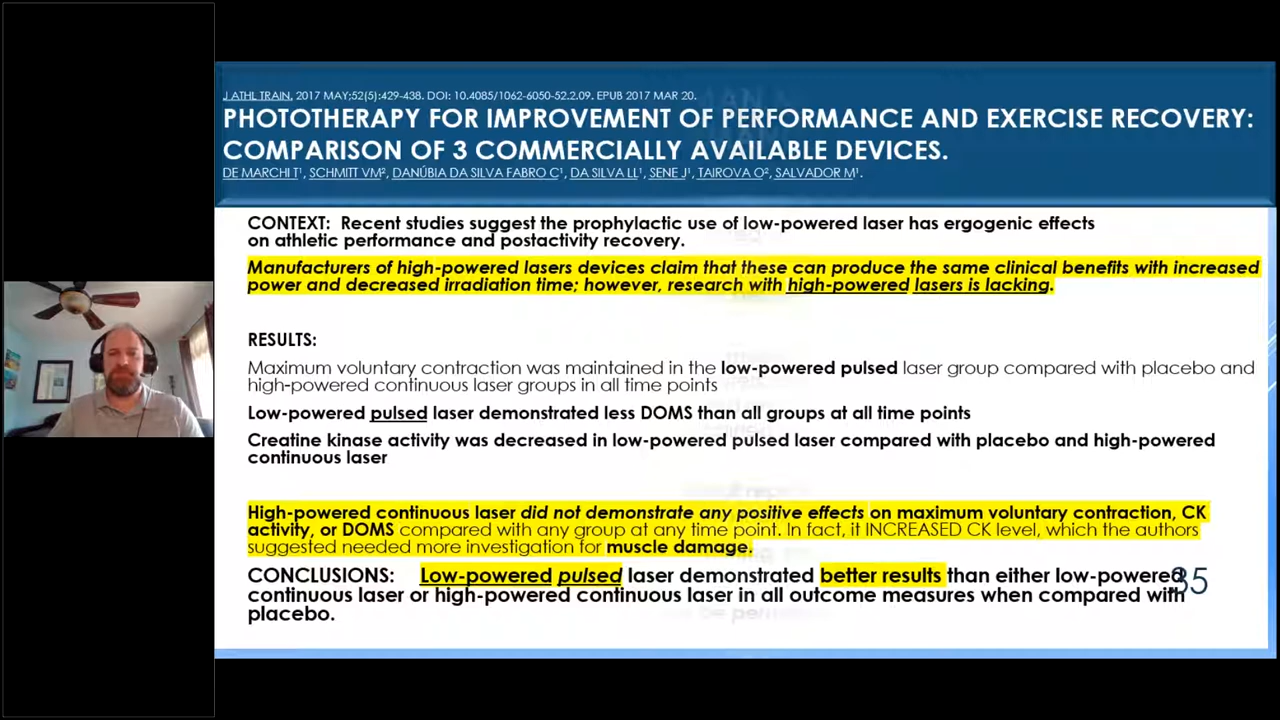 J ATHL TRAIN. 2017 MAY;52(5):429-438. DOI: 10.4085/1062-6050-52.2.09. EPUB 2017 MAR 20.
PHOTOTHERAPY FOR IMPROVEMENT OF PERFORMANCE AND EXERCISE RECOVERY:
COMPARISON OF 3 COMMERCIALLY AVAILABLE DEVICES.
DE MARCHI T¹, SCHMITT VM², DANÚBIA DA SILVA FABRO C¹, DA SILVA LL¹, SENE J¹, TAIROVA O², SALVADOR M¹.
CONTEXT: Recent studies suggest the prophylactic use of low-powered laser has ergogenic effects
on athletic performance and postactivity recovery.
Manufacturers of high-powered lasers devices claim that these can produce the same clinical benefits with increased
power and decreased irradiation time; however, research with high-powered lasers is lacking.
RESULTS:
Maximum voluntary contraction was maintained in the low-powered pulsed laser group compared with placebo and
high-powered continuous laser groups in all time points
Low-powered pulsed laser demonstrated less DOMS than all groups at all time points
Creatine kinase activity was decreased in low-powered pulsed laser compared with placebo and high-powered
continuous laser
High-powered continuous laser did not demonstrate any positive effects on maximum voluntary contraction, CK
activity, or DOMS compared with any group at any time point. In fact, it INCREASED CK level, which the authors
suggested needed more investigation for muscle damage.
CONCLUSIONS: Low-powered pulsed laser demonstrated better results than either low-powered
continuous laser or high-powered continuous laser in all outcome measures when compared with
placebo.
35